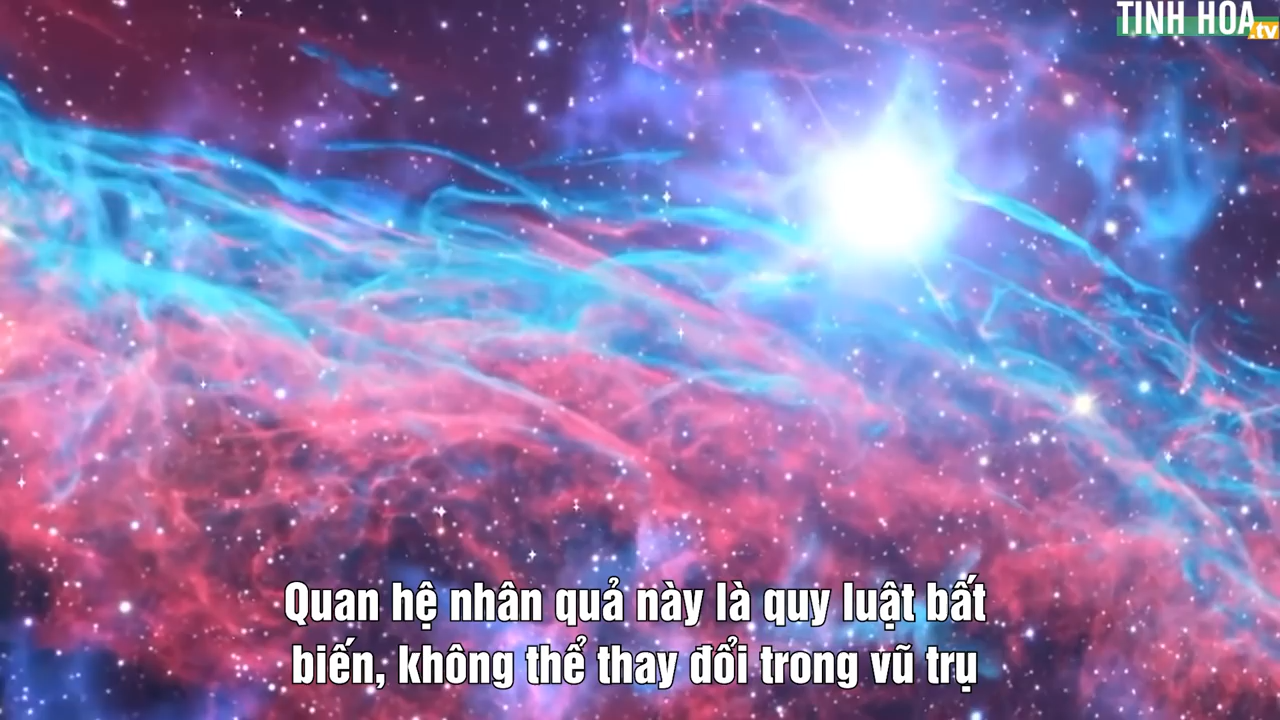 TINH HOA
.tv
Quan hệ nhân quả này là quy luật bất
biến, không thể thay đổi trong vũ trụ